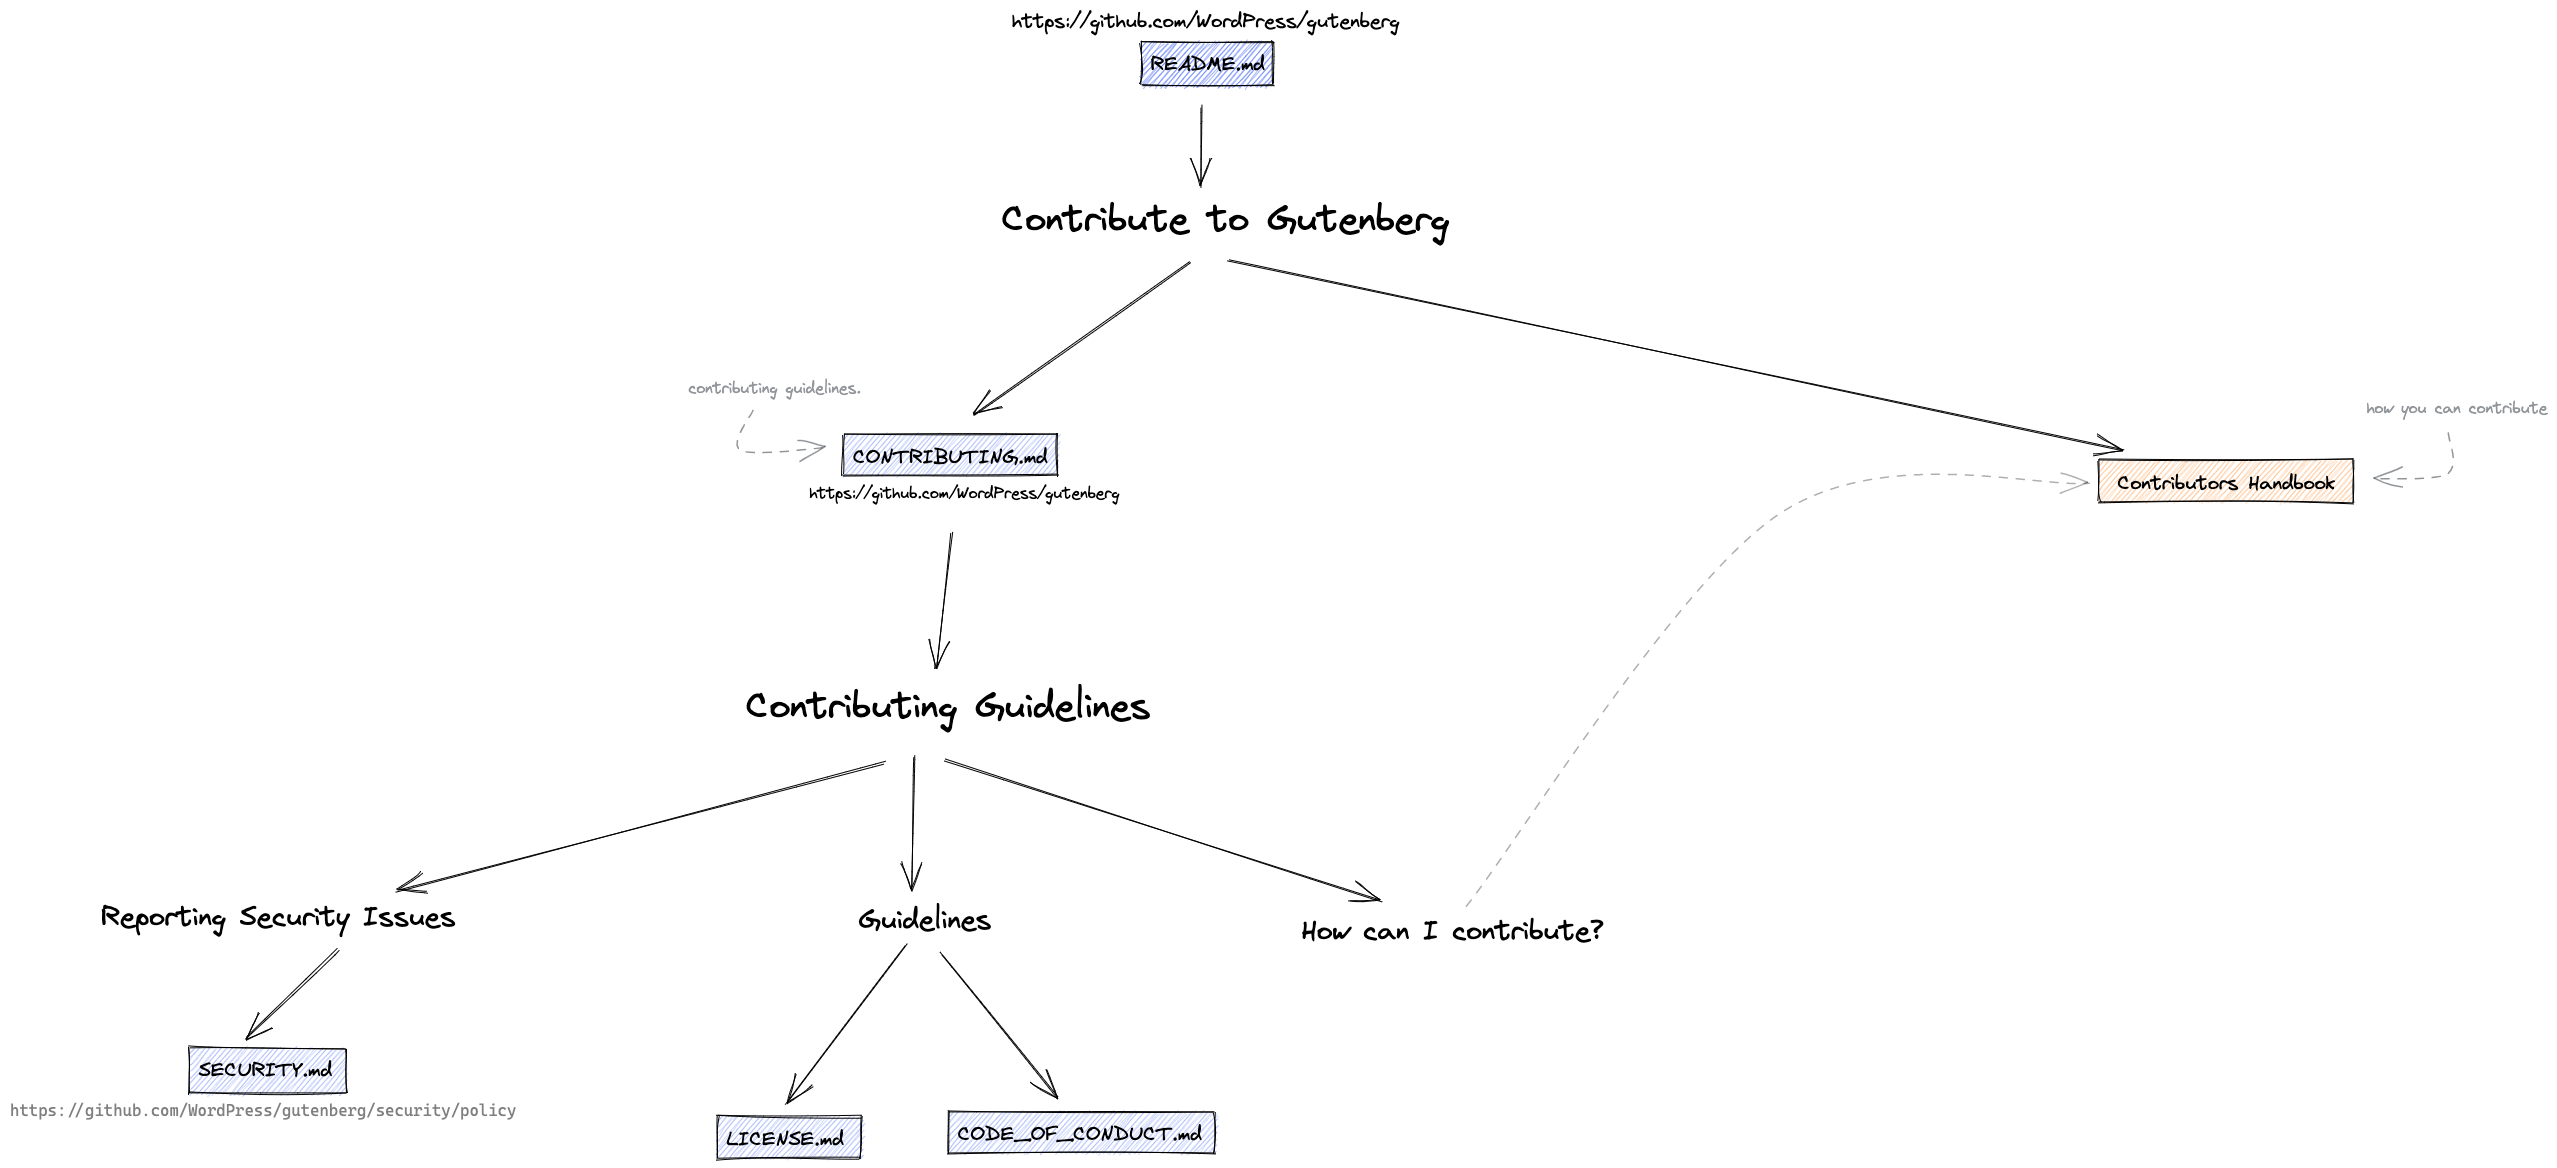 https://github.com/WordPress/gutenberg
README.md
Contribute to Gutenberg
contributing guidelines.
how you can contribute
CONTRIBUTING.md
https://github.com/WordPress/gutenberg
Contributors Handbook
Contributing Guidelines
Reporting Security Issues
Guidelines
How can I contribute?
SECURITY.md
https://github.com/WordPress/gutenberg/security/policy
LICENSE.md
CODE_OF_CONDUCT.md